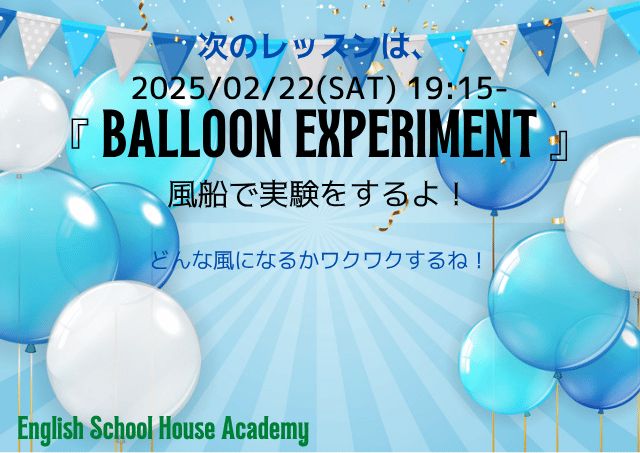 次のレッスンは、
2025/02/22(SAT) 19:15-
『 BALLOON EXPERIMENT 』
風船で実験をするよ！
どんな風になるかワクワクするね！
English School House Academy